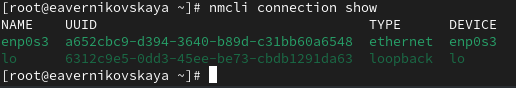 [root@eavernikovskaya ~]# nmcli connection show
NAME    UUID                                  TYPE      DEVICE
enp0s3  a652cbc9-d394-3640-b89d-c31bb60a6548  ethernet  enp0s3
lo      6312c9e5-0dd3-45ee-be73-cbdb1291da63  loopback  lo
[root@eavernikovskaya ~]#